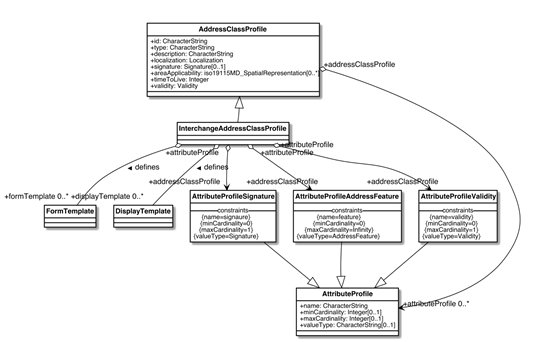 AddressClassProfile
+id: CharacterString
+type: CharacterString
+description: CharacterString
+localization: Localization
+signature: Signature[0..1]
+areaApplicability: iso19115MD_SpatialRepresentation[0..*]
+timeToLive: Integer
+validity: Validity
+addressClassProfile
InterchangeAddressClassProfile
+attributeProfile
+attributeProfile
+attributeProfile
◄ defines
◄ defines
+addressClassProfile
+addressClassProfile
+addressClassProfile
+formTemplate 0..*
+displayTemplate 0..*
FormTemplate
DisplayTemplate
AttributeProfileSignature
constraints
{name=signaure}
{minCardinality=0}
{maxCardinality=1}
{valueType=Signature}
AttributeProfileAddressFeature
constraints
{name=feature}
{minCardinality=0}
{maxCardinality=Infinity}
{valueType=AddressFeature}
AttributeProfileValidity
constraints
{name=validity}
{minCardinality=0}
{maxCardinality=1}
{valueType=Validity}
AttributeProfile
+name: CharacterString
+minCardinality: Integer[0..1]
+maxCardinality: Integer[0..1]
+valueType: CharacterString[0..1]
+attributeProfile 0..*